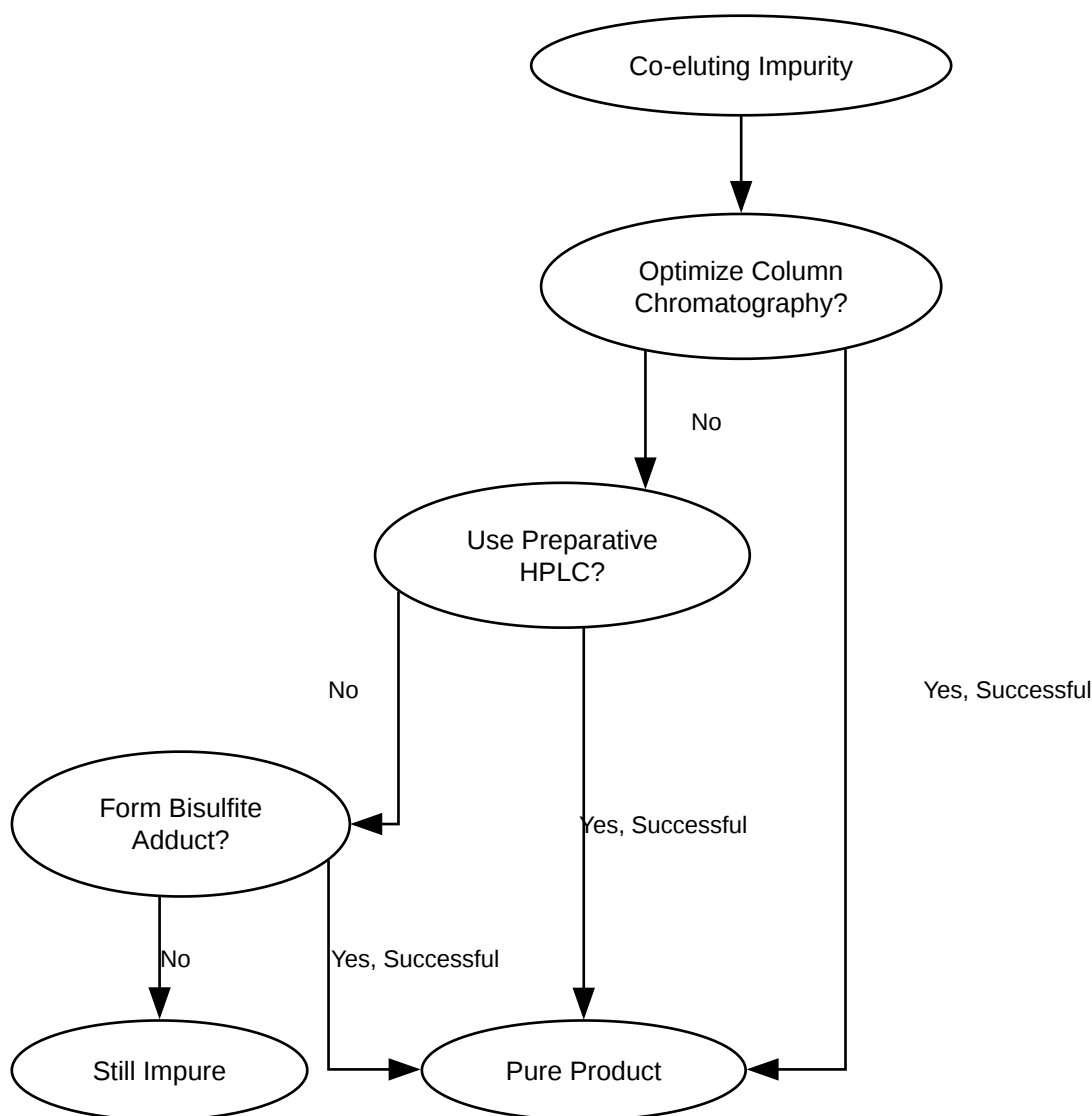 Co-eluting Impurity
Optimize Column
Chromatography?
No
Use Preparative
HPLC?
No
Yes, Successful
Form Bisulfite
Adduct?
Yes, Successful
No
Yes, Successful
Still Impure
Pure Product